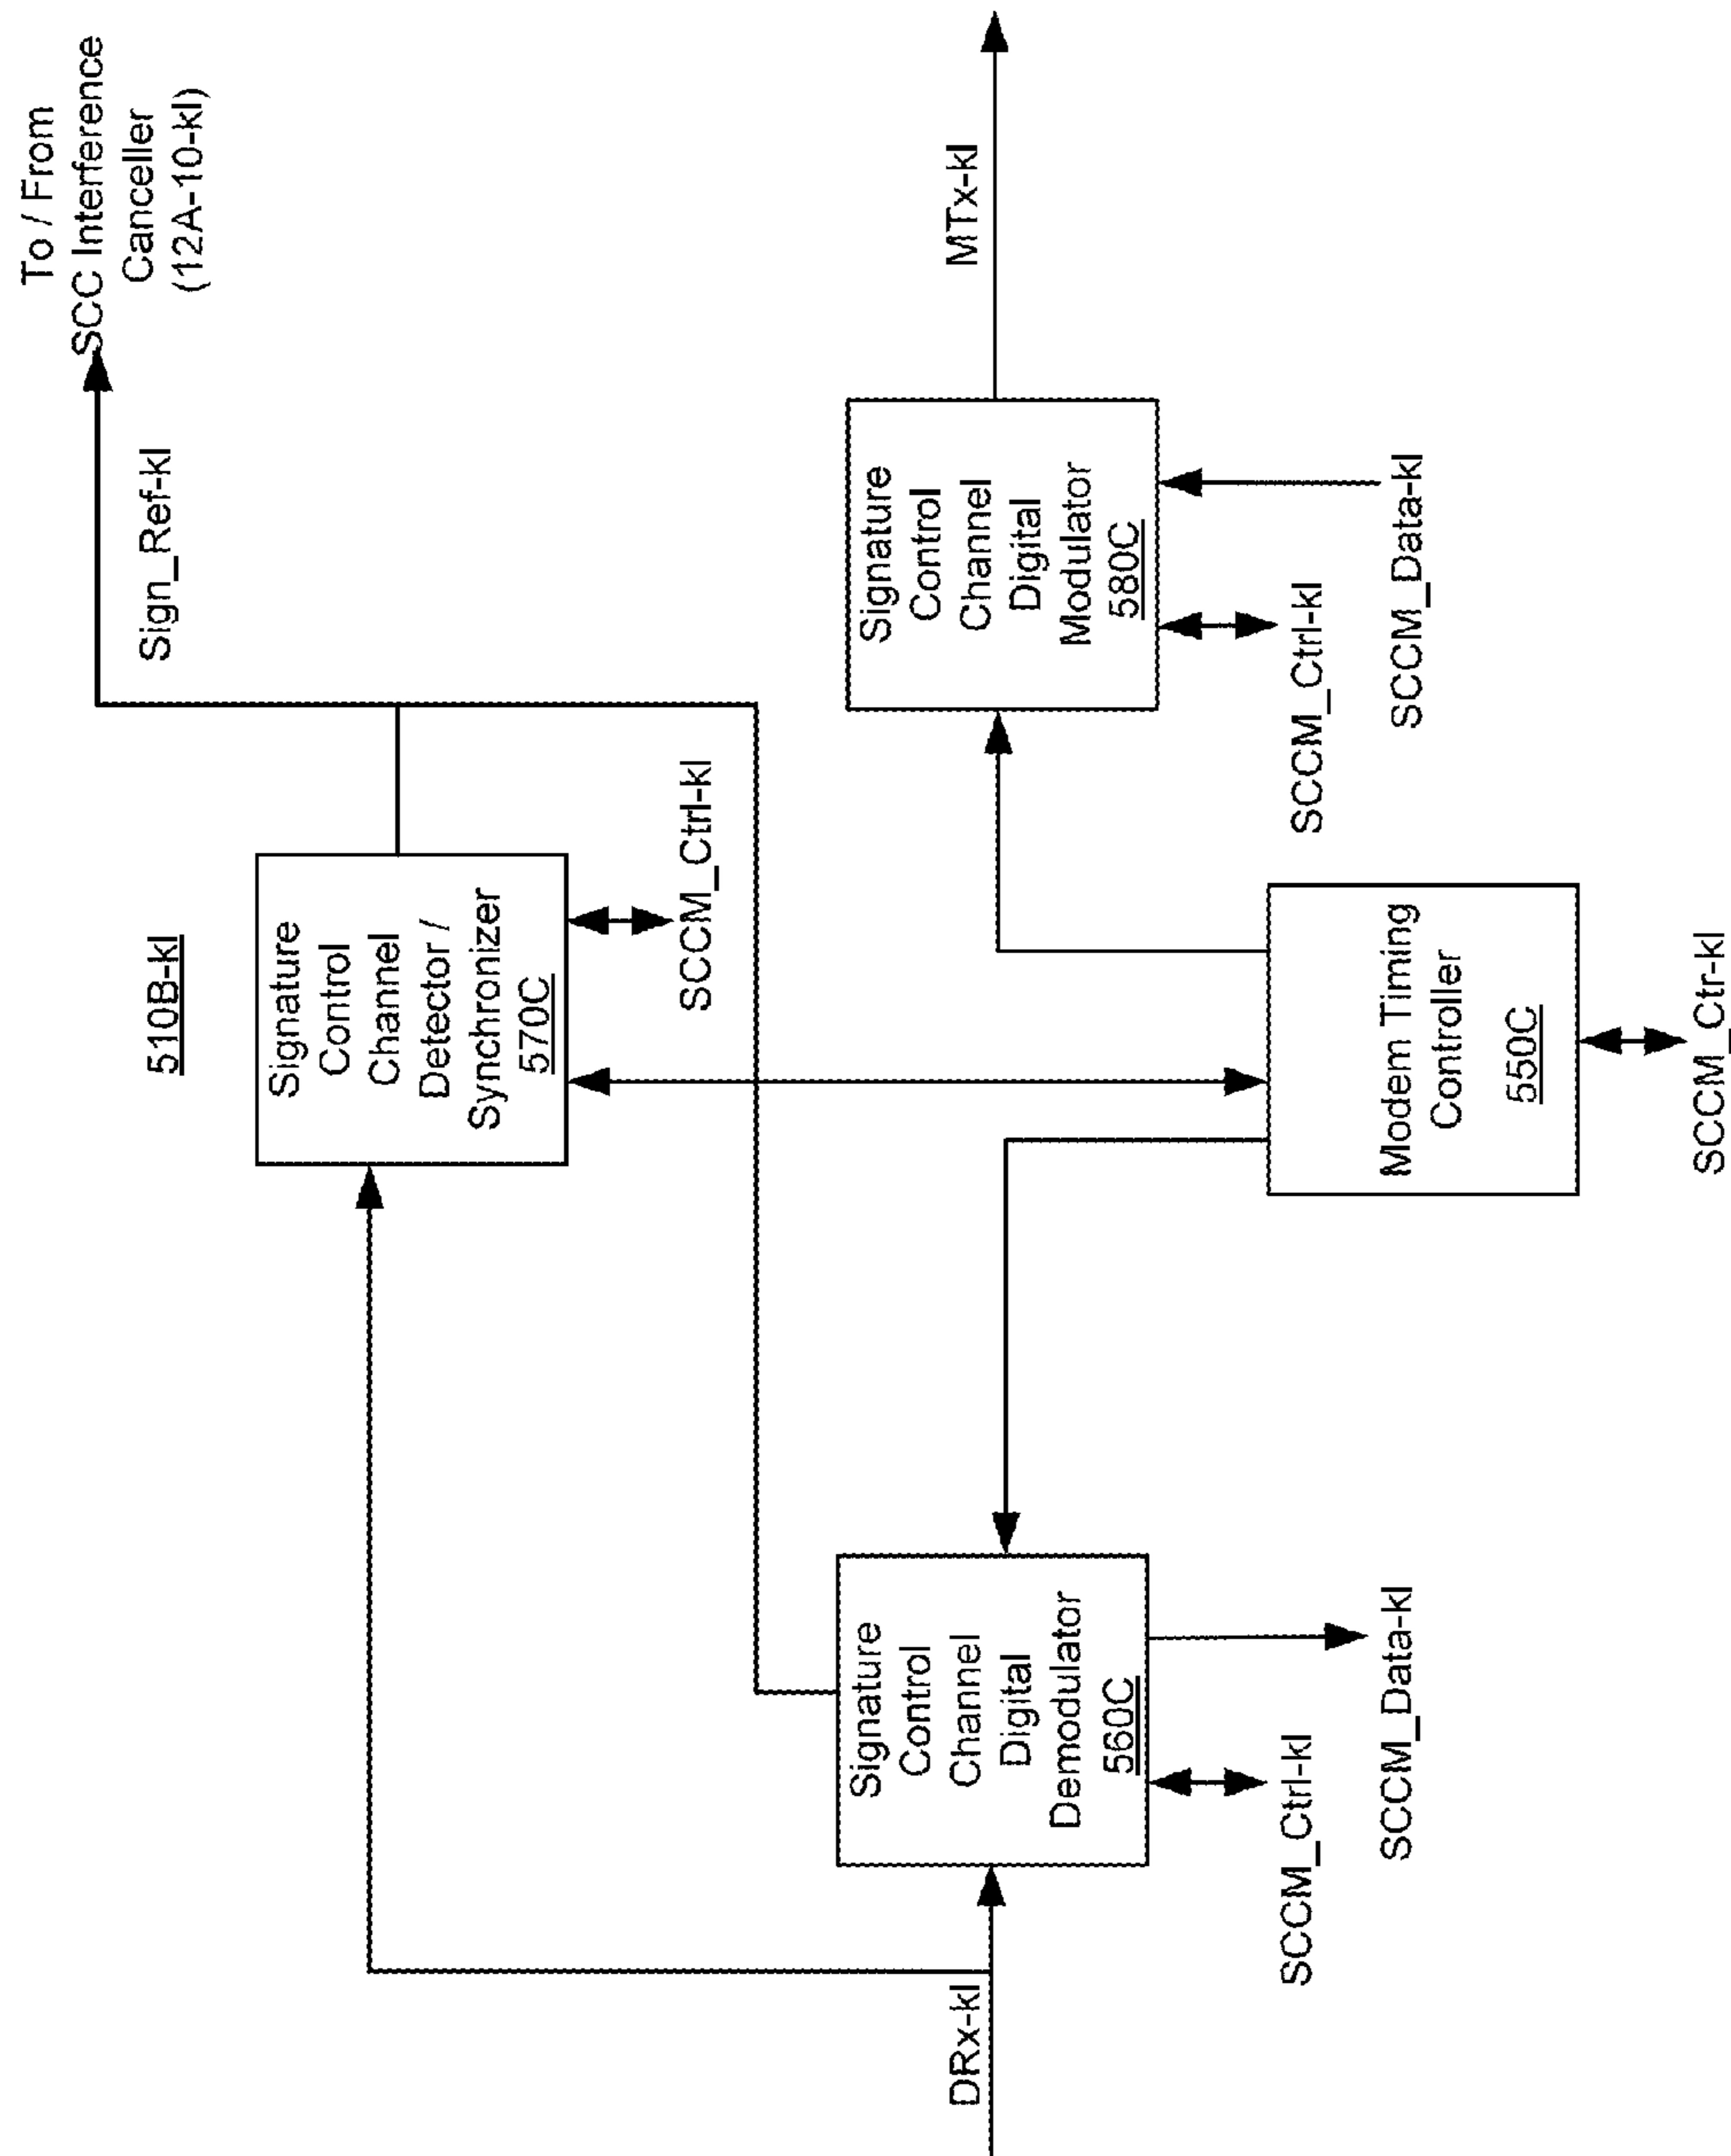 510B-kl
To / From
SCC Interference
Canceller
(12A-10-kl)
Sign_Ref-kl
Signature
Control
Channel
Detector /
Synchronizer
570C
SCCM_Ctrl-kl
DRx-kl
Signature
Control
Channel
Digital
Demodulator
560C
SCCM_Ctrl-kl
SCCM_Data-kl
Signature
Control
Channel
Digital
Modulator
580C
MTx-kl
SCCM_Ctrl-kl
SCCM_Data-kl
Modem Timing
Controller
550C
SCCM_Ctr-kl